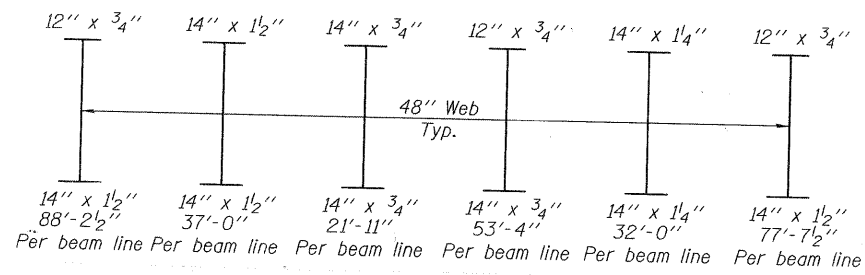 12" x 3/4" 14" x 1 1/2" 14" x 3/4" 12" x 3/4" 14" x 1 1/4" 12" x 3/4"
48" Web
Typ.
14" x 1 1/2" 14" x 1 1/2" 14" x 3/4" 14" x 3/4" 14" x 1 1/4" 14" x 1 1/2"
88'-2 1/2" 37'-0" 21'-11" 53'-4" 32'-0" 77'-7 1/2"
Per beam line Per beam line Per beam line Per beam line Per beam line Per beam line